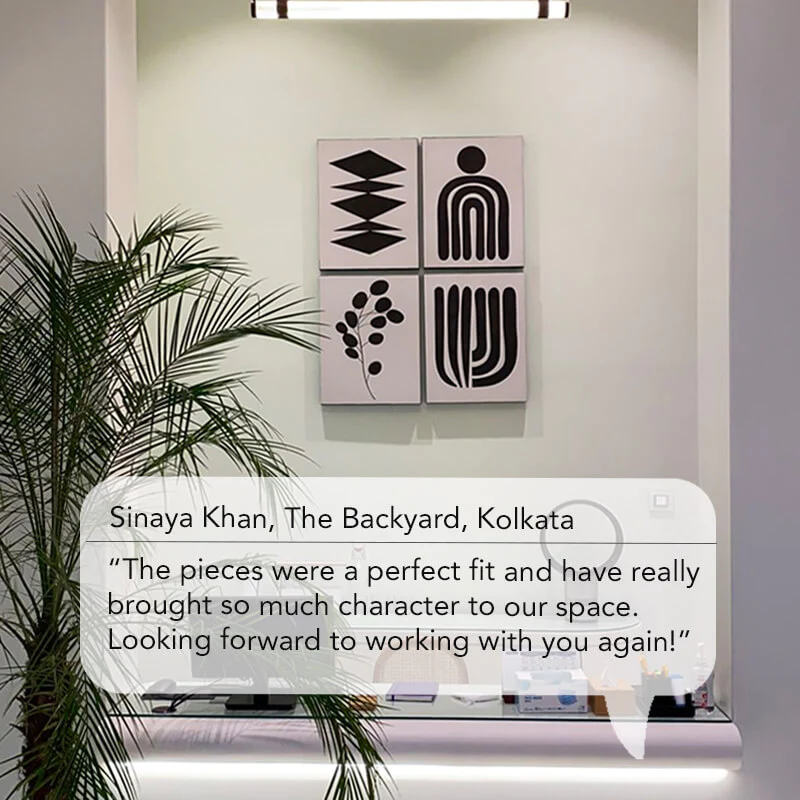 Sinaya Khan, The Backyard, Kolkata
“The pieces were a perfect fit and have really
brought so much character to our space.
Looking forward to working with you again!”